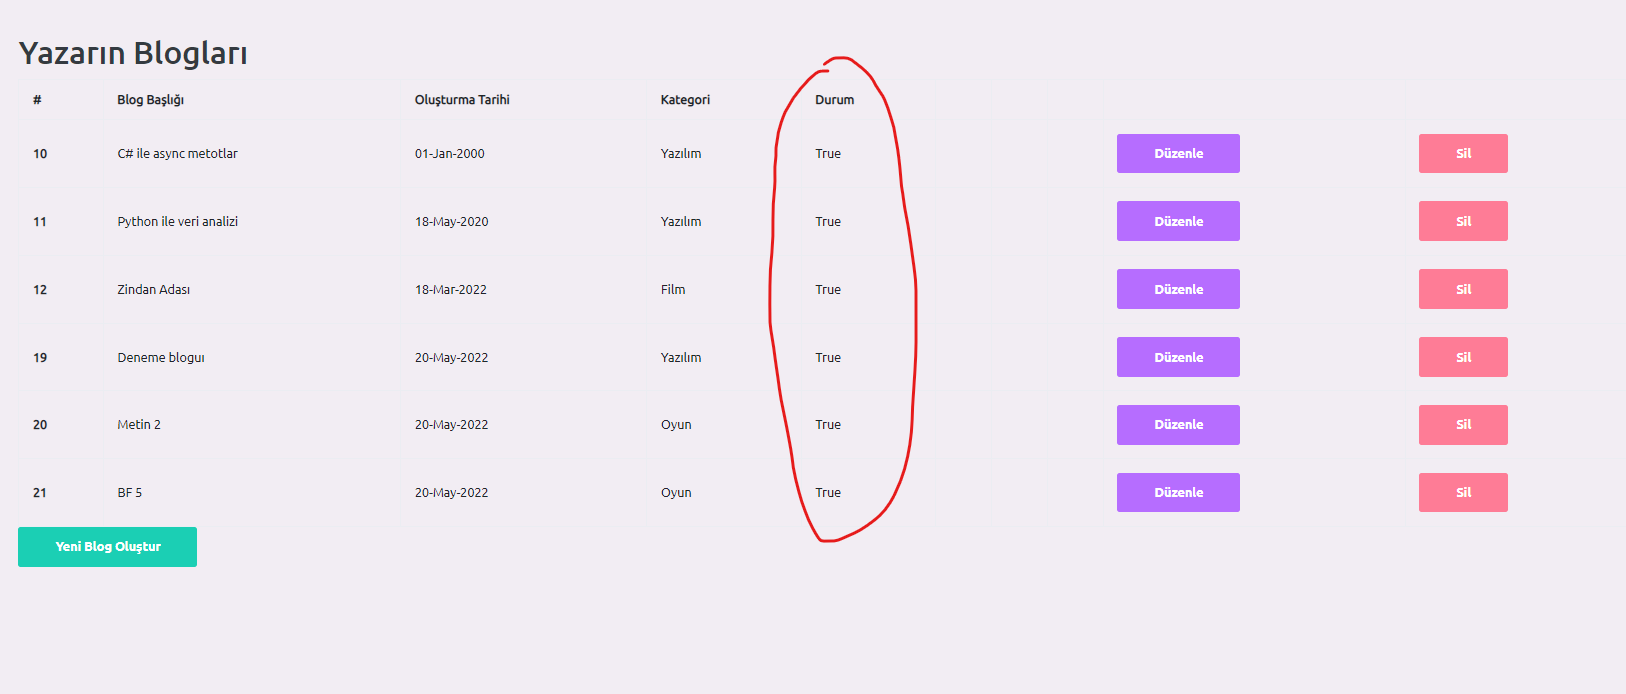 Yazarın Blogları
# Blog Başlığı Oluşturma Tarihi Kategori Durum
10 C# ile async metotlar 01-Jan-2000 Yazılım True Düzenle Sil
11 Python ile veri analizi 18-May-2020 Yazılım True Düzenle Sil
12 Zindan Adası 18-Mar-2022 Film True Düzenle Sil
19 Deneme bloguı 20-May-2022 Yazılım True Düzenle Sil
20 Metin 2 20-May-2022 Oyun True Düzenle Sil
21 BF 5 20-May-2022 Oyun True Düzenle Sil
Yeni Blog Oluştur